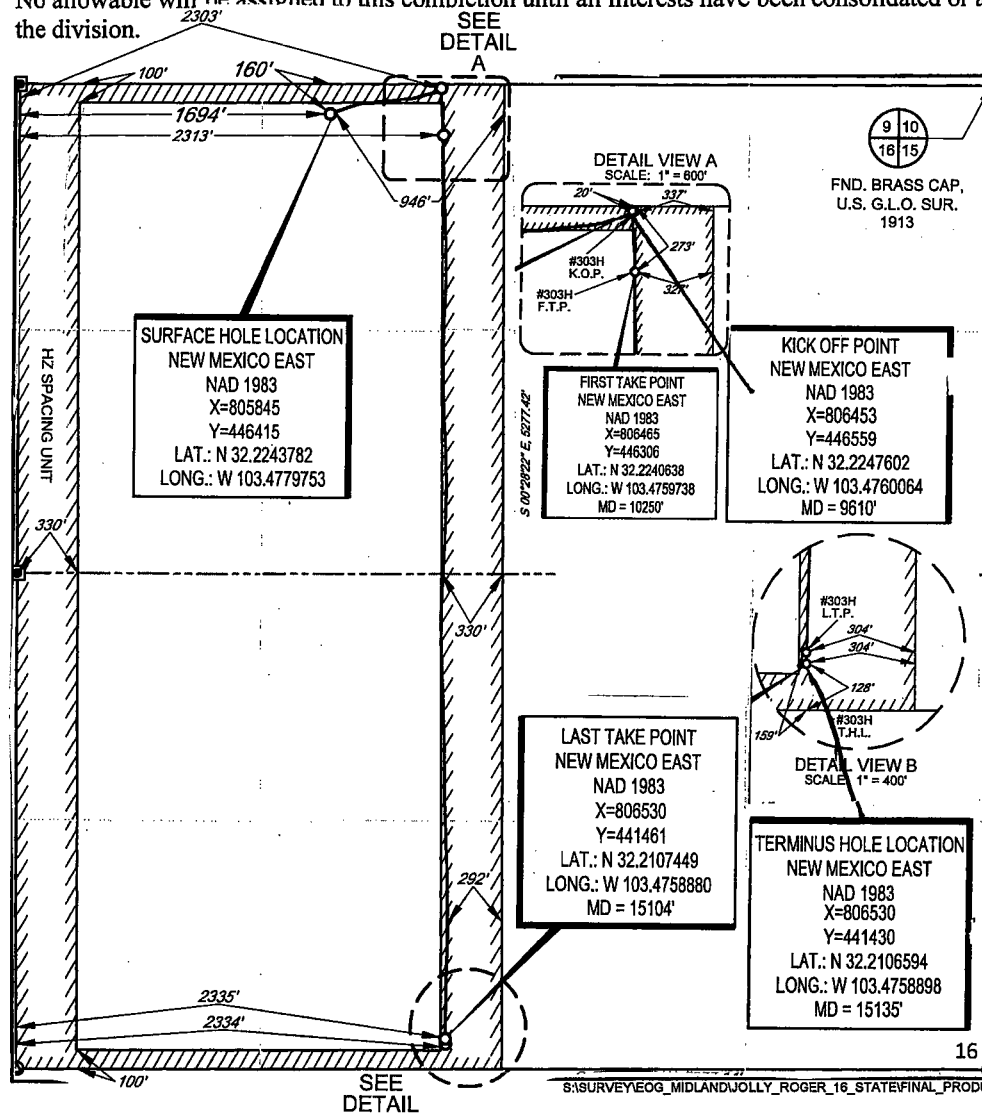 No allowable will be assigned to this completion until all interests have been consolidated or a
the division.
2303'
SEE
DETAIL
A
100'
160'
1694'
2313'
946'
9 10
16 15
FND. BRASS CAP,
U.S. G.L.O. SUR.
1913
DETAIL VIEW A
SCALE: 1" = 600'
20'
337'
273'
327'
#303H
K.O.P.
#303H
F.T.P.
SURFACE HOLE LOCATION
NEW MEXICO EAST
NAD 1983
X=805845
Y=446415
LAT.: N 32.2243782
LONG.: W 103.4779753
HZ SPACING UNIT
FIRST TAKE POINT
NEW MEXICO EAST
NAD 1983
X=806465
Y=446306
LAT.: N 32.2240638
LONG.: W 103.4759738
MD = 10250'
KICK OFF POINT
NEW MEXICO EAST
NAD 1983
X=806453
Y=446559
LAT.: N 32.2247602
LONG.: W 103.4760064
MD = 9610'
S 00°28'22" E, 5277.42'
330'
330'
#303H
L.T.P.
304'
304'
128'
159'
#303H
T.H.L.
DETAIL VIEW B
SCALE: 1" = 400'
LAST TAKE POINT
NEW MEXICO EAST
NAD 1983
X=806530
Y=441461
LAT.: N 32.2107449
LONG.: W 103.4758880
MD = 15104'
TERMINUS HOLE LOCATION
NEW MEXICO EAST
NAD 1983
X=806530
Y=441430
LAT.: N 32.2106594
LONG.: W 103.4758898
MD = 15135'
292'
2335'
2334'
100'
SEE
DETAIL
16
S:\SURVEY\EOG_MIDLAND\JOLLY_ROGER_16_STATE\FINAL_PRODU